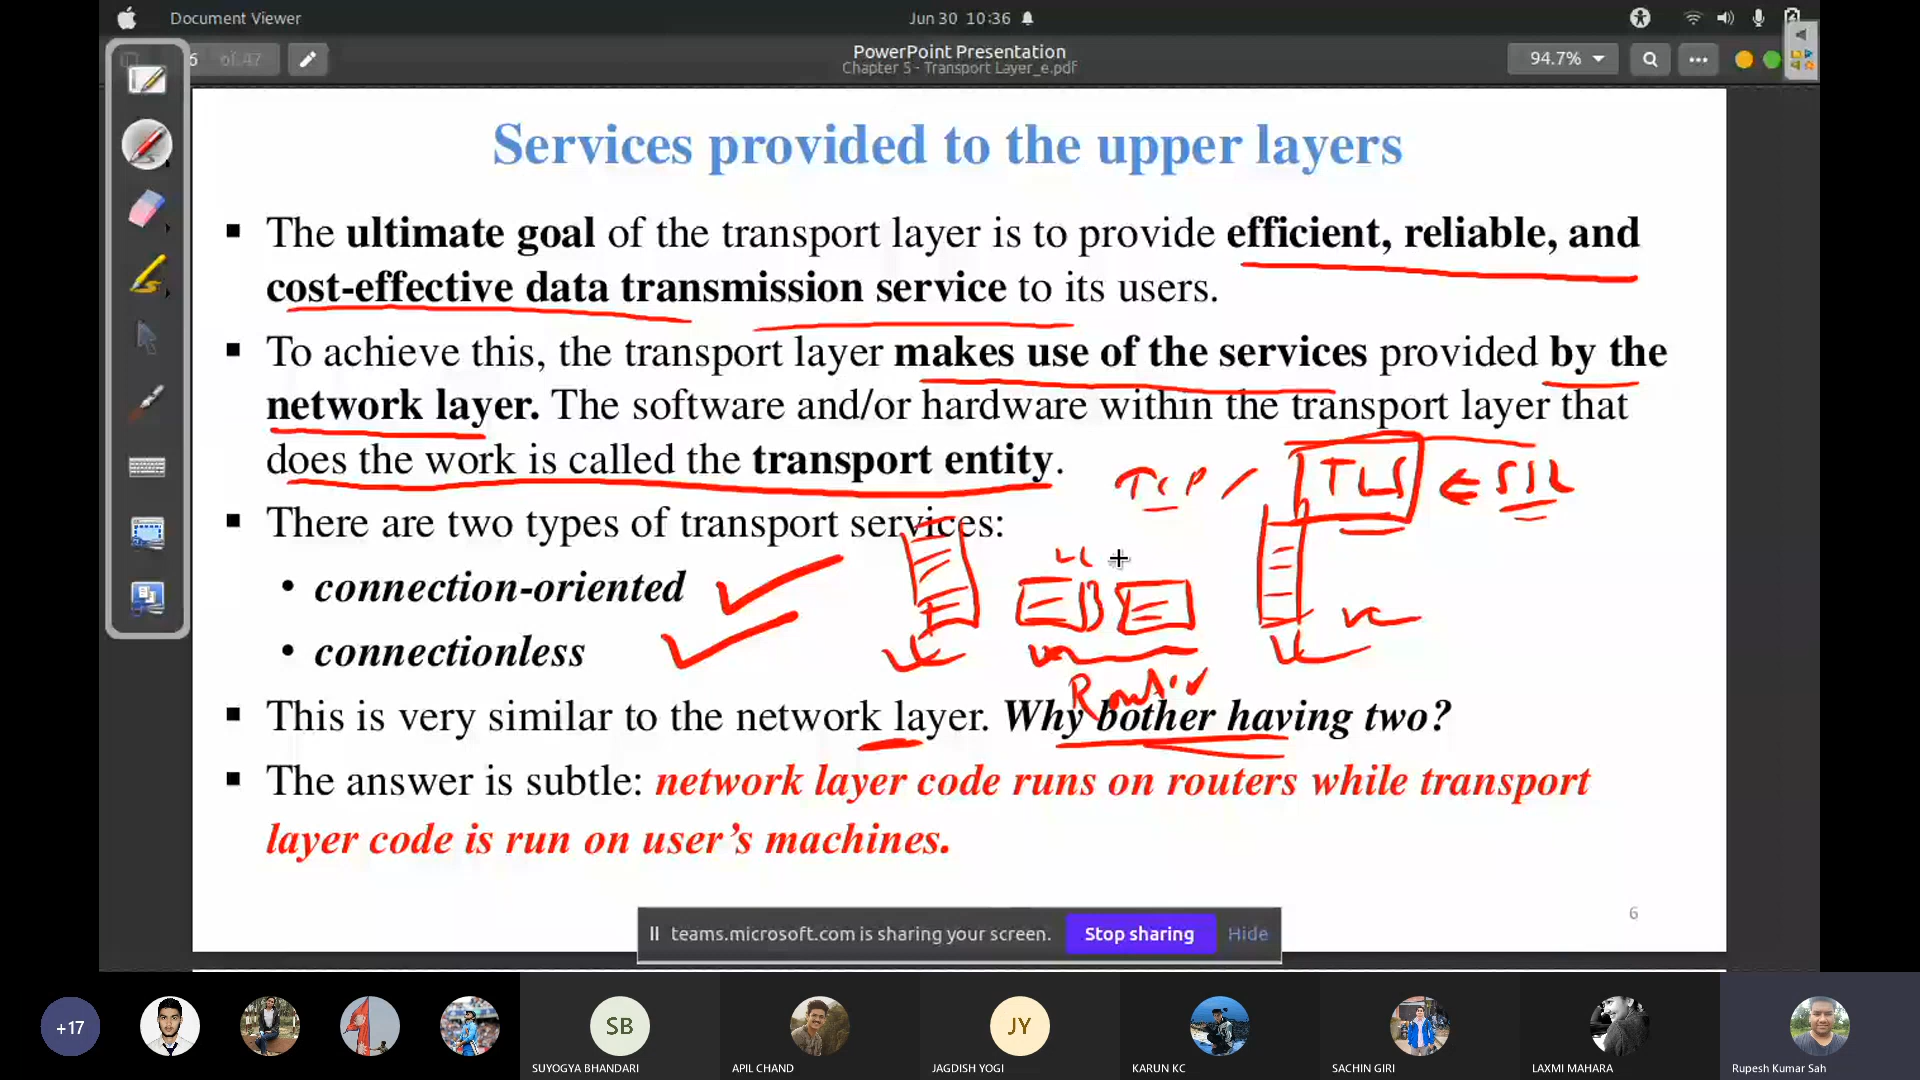 Document Viewer
Jun 30 10:36
6 of 47
PowerPoint Presentation
Chapter 5 - Transport Layer_e.pdf
94.7%
Services provided to the upper layers
▪ The ultimate goal of the transport layer is to provide efficient, reliable, and
cost-effective data transmission service to its users.
▪ To achieve this, the transport layer makes use of the services provided by the
network layer. The software and/or hardware within the transport layer that
does the work is called the transport entity.
TCP / TLS ← SSL
▪ There are two types of transport services:
• connection-oriented
• connectionless
Router
▪ This is very similar to the network layer. Why bother having two?
▪ The answer is subtle: network layer code runs on routers while transport
layer code is run on user's machines.
6
teams.microsoft.com is sharing your screen. Stop sharing Hide
+17
SB
JY
SUYOGYA BHANDARI
APIL CHAND
JAGDISH YOGI
KARUN KC
SACHIN GIRI
LAXMI MAHARA
Rupesh Kumar Sah